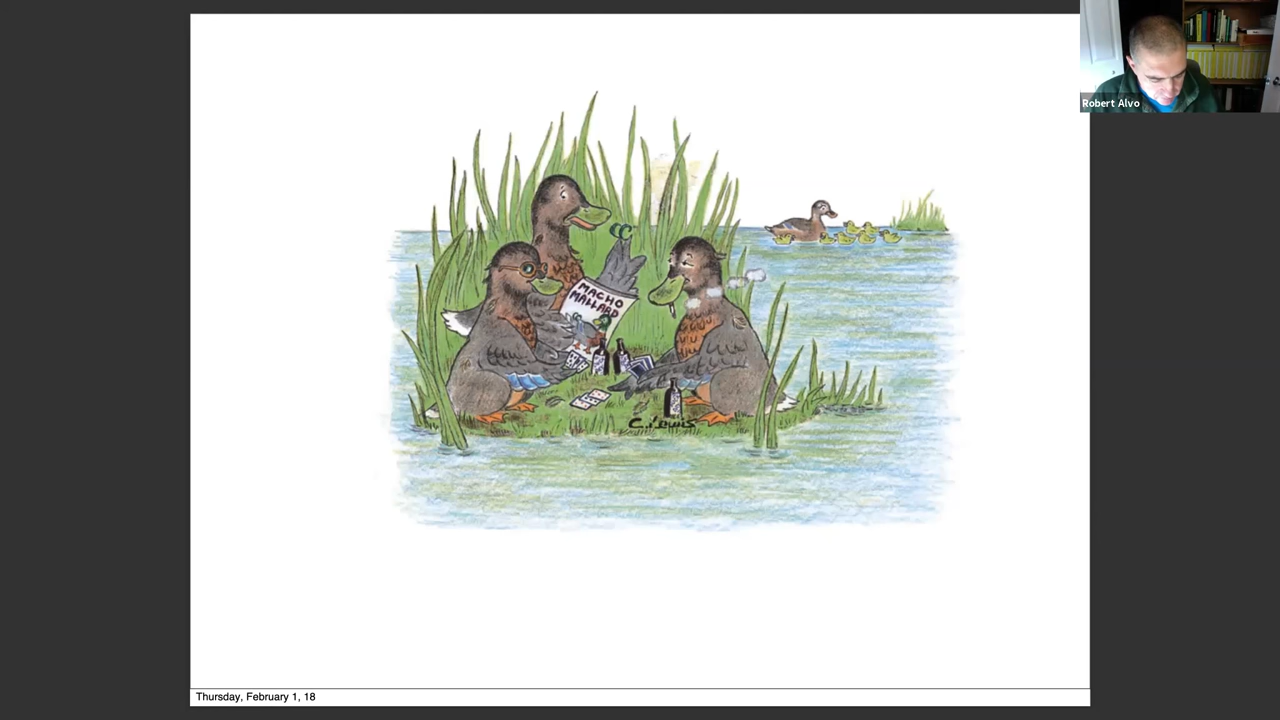 Robert Alvo
MACHO
MALLARD
C. Lewis
Thursday, February 1, 18